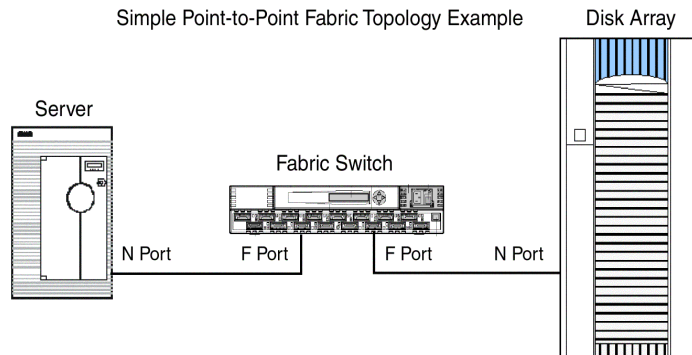 Simple Point-to-Point Fabric Topology Example
Disk Array
Server
Fabric Switch
N Port
F Port
F Port
N Port